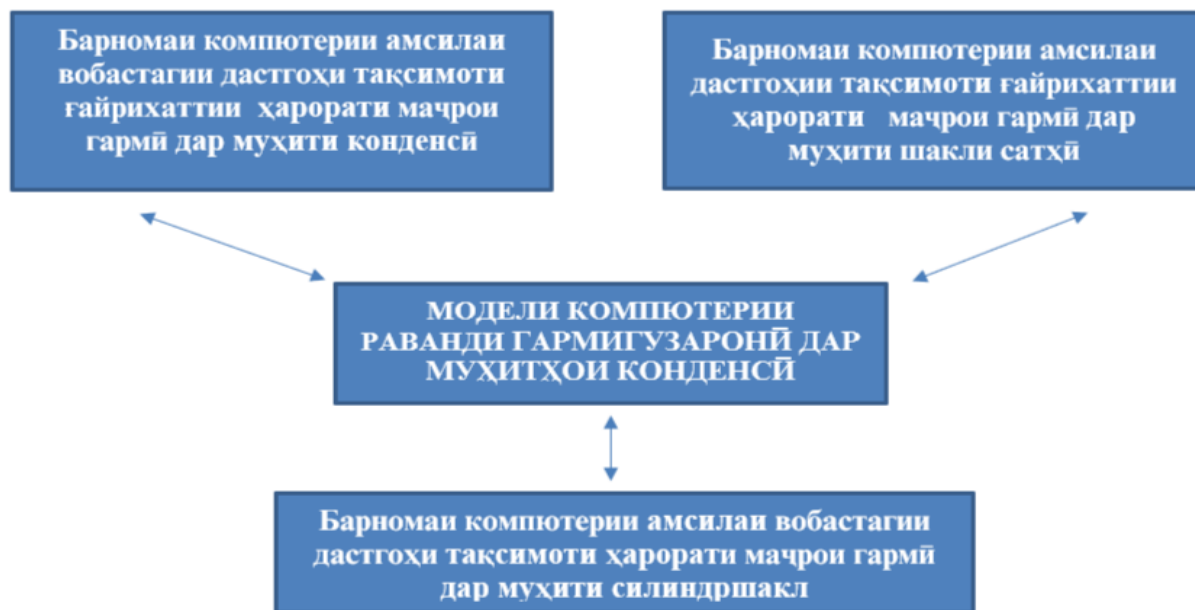 Барномаи компютерии амсилаи
вобастагии дастгоҳи тақсимоти
ғайрихаттии ҳарорати маҷрои
гармӣ дар муҳити конденсӣ
Барномаи компютерии амсилаи
дастгоҳии тақсимоти ғайрихаттии
ҳарорати маҷрои гармӣ дар
муҳити шакли сатҳӣ
МОДЕЛИ КОМПЮТЕРИИ
РАВАНДИ ГАРМИГУЗАРОНӢ ДАР
МУҲИТҲОИ КОНДЕНСӢ
Барномаи компютерии амсилаи вобастагии
дастгоҳи тақсимоти ҳарорати маҷрои гармӣ
дар муҳити силиндршакл